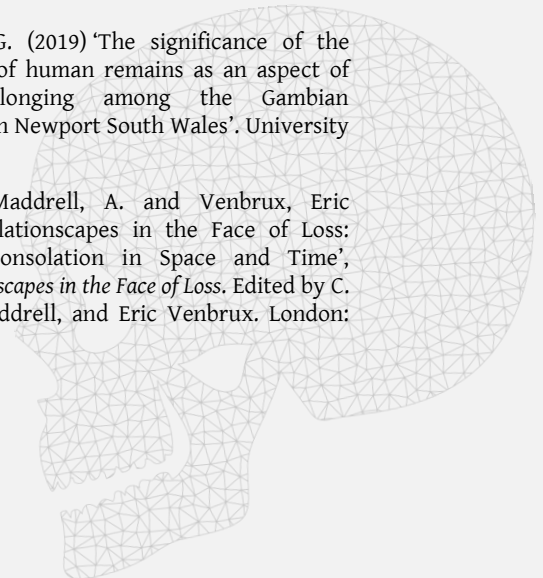 G. (2019) ‘The significance of the
of human remains as an aspect of
longing among the Gambian
n Newport South Wales’. University
Maddrell, A. and Venbrux, Eric
lationscapes in the Face of Loss:
onsolation in Space and Time’,
scapes in the Face of Loss. Edited by C.
ddrell, and Eric Venbrux. London: